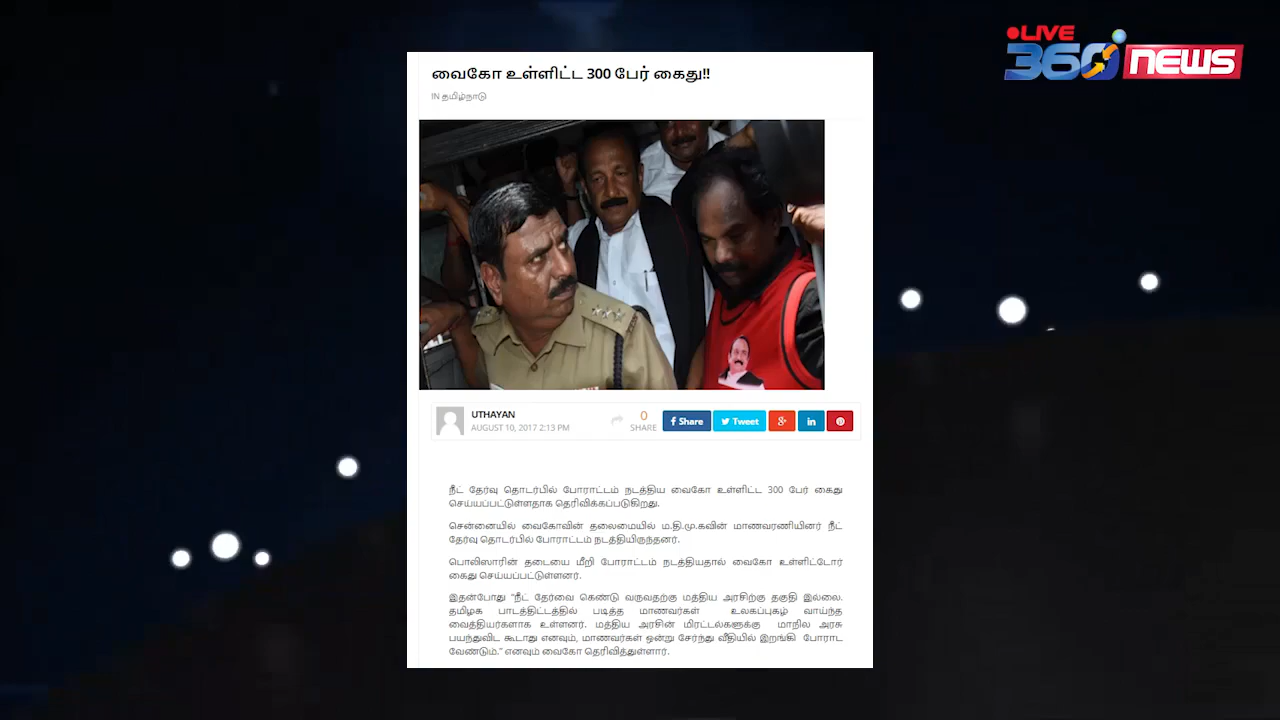 LIVE
360° NEWS
வைகோ உள்ளிட்ட 300 பேர் கைது!!
IN தமிழ்நாடு
UTHAYAN
AUGUST 10, 2017 2:13 PM
0
SHARE
Share
Tweet
நீட் தேர்வு தொடர்பில் போராட்டம் நடத்திய வைகோ உள்ளிட்ட 300 பேர் கைது
செய்யப்பட்டுள்ளதாக தெரிவிக்கப்படுகிறது.
சென்னையில் வைகோவின் தலைமையில் ம.தி.மு.கவின் மாணவரணியினர் நீட்
தேர்வு தொடர்பில் போராட்டம் நடத்தியிருந்தனர்.
பொலிஸாரின் தடையை மீறி போராட்டம் நடத்தியதால் வைகோ உள்ளிட்டோர்
கைது செய்யப்பட்டுள்ளனர்.
இதன்போது "நீட் தேர்வை கெண்டு வருவதற்கு மத்திய அரசிற்கு தகுதி இல்லை.
தமிழக பாடத்திட்டத்தில் படித்த மாணவர்கள் உலகப்புகழ் வாய்ந்த
வைத்தியர்களாக உள்ளனர். மத்திய அரசின் மிரட்டல்களுக்கு மாநில அரசு
பயந்துவிட கூடாது எனவும், மாணவர்கள் ஒன்று சேர்ந்து வீதியில் இறங்கி போராட
வேண்டும்." எனவும் வைகோ தெரிவித்துள்ளார்.